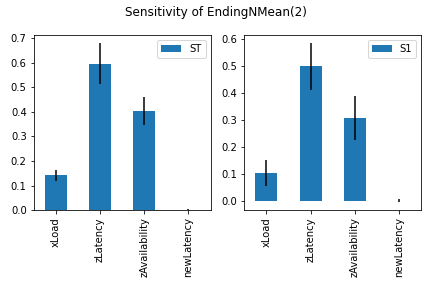 Sensitivity of EndingNMean(2)
0.7
0.6
0.5
0.4
0.3
0.2
0.1
0.0
ST
xLoad
zLatency
zAvailability
newLatency
0.6
0.5
0.4
0.3
0.2
0.1
0.0
S1
xLoad
zLatency
zAvailability
newLatency